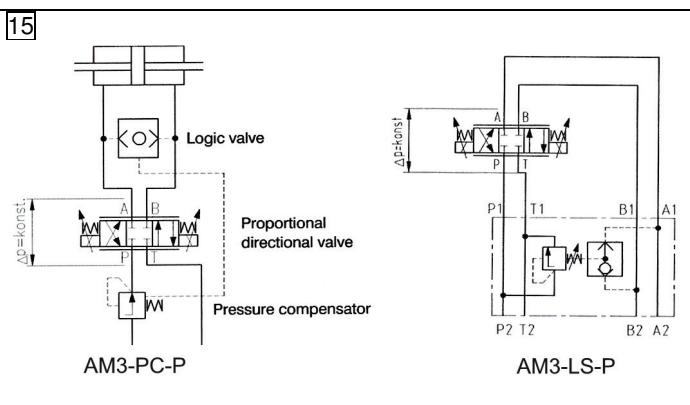 15
Logic valve
A B
Δp=konst.
P T
Proportional
directional valve
Pressure compensator
AM3-PC-P
A B
Δp=konst
P T
P1 T1 B1 A1
P2 T2 B2 A2
AM3-LS-P